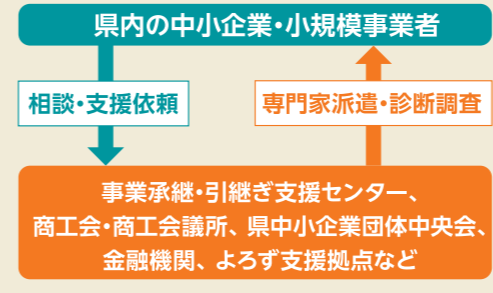 県内の中小企業・小規模事業者
相談・支援依頼
専門家派遣・診断調査
事業承継・引継ぎ支援センター、
商工会・商工会議所、県中小企業団体中央会、
金融機関、よろず支援拠点など